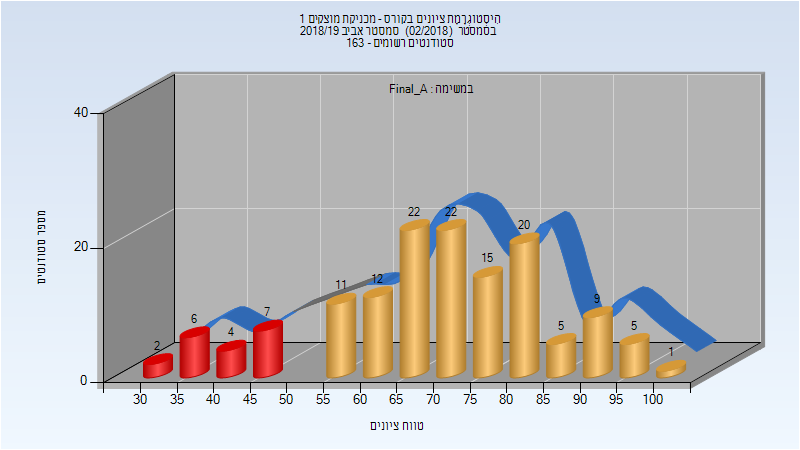 היסטוגרמת ציונים בקורס - מכניקת מוצקים 1
בסמסטר (02/2018) סמסטר אביב 2018/19
סטודנטים רשומים - 163
במשימה : Final_A
מספר סטודנטים
40
20
0
2
6
4
7
11
12
22
22
15
20
5
9
5
1
30 35 40 45 50 55 60 65 70 75 80 85 90 95 100
טווח ציונים